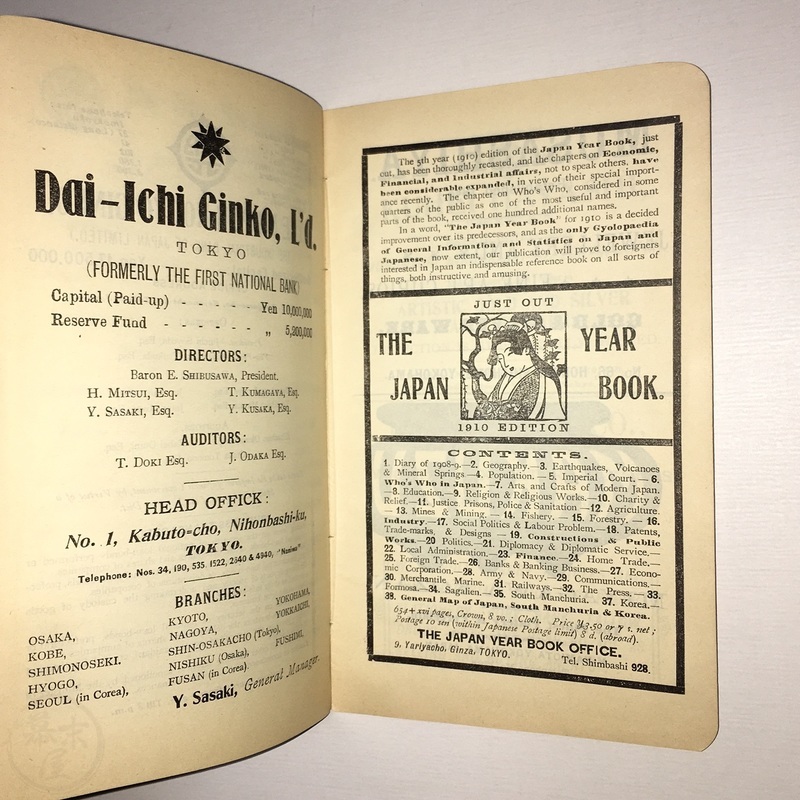 Dai-Ichi Ginko, L'd.
TOKYO
(FORMERLY THE FIRST NATIONAL BANK)
Capital (Paid-up) - - - - - Yen 10,000,000
Reserve Fund - - - - - - „ 5,200,000
DIRECTORS:
Baron E. SHIBUSAWA, President.
H. MITSUI, Esq. T. KUMAGAYA, Esq.
Y. SASAKI, Esq. Y. KUSAKA, Esq.
AUDITORS:
T. DOKI Esq. J. ODAKA Esq.
HEAD OFFICK:
No. 1, Kabuto-cho, Nihonbashi-ku,
TOKYO.
Telephone: Nos. 34, 190, 535, 1522, 2840 & 4940, "Naniwa"
BRANCHES:
OSAKA, KYOTO, YOKOHAMA,
KOBE, NAGOYA, YOKKAICHI,
SHIMONOSEKI. SHIN-OSAKACHO (Tokyo),
HYOGO, NISHIKU (Osaka), FUSHIMI,
SEOUL (in Corea), FUSAN (in Corea).
Y. Sasaki, General Manager.
The 5th year (1910) edition of the Japan Year Book, just
out, has been thoroughly recasted, and the chapters on Economic,
Financial, and Industrial affairs, not to speak others, have
been considerable expanded, in view of their special import-
ance recently. The chapter on Who's Who, considered in some
quarters of the public as one of the most useful and important
parts of the book, received one hundred additional names.
In a word, "The Japan Year Book" for 1910 is a decided
improvement over its predecessors, and as the only Gyolopaedia
of General Information and Statistics on Japan and
Japanese, now extent, our publication will prove to foreigners
interested in Japan an indispensable reference book on all sorts of
things, both instructive and amusing.
JUST OUT
THE YEAR
JAPAN BOOK.
1910 EDITION
CONTENTS.
1. Diary of 1908-9.—2. Geography.—3. Earthquakes, Volcanoes
& Mineral Springs—4. Population.—5. Imperial Court.—6.
Who's Who in Japan.—7. Arts and Crafts of Modern Japan.
—8. Education.—9. Religion & Religious Works.—10. Charity &
Relief.—11. Justice Prisons, Police & Sanitation—12. Agriculture.
—13. Mines & Mining.—14. Fishery.—15. Forestry.—16.
Industry.—17. Social Politics & Labour Problem.—18. Patents,
Trade-marks, & Designs—19. Constructions & Public
Works.—20 Politics.—21. Diplomacy & Diplomatic Service.—
22. Local Administration.—23. Finance.—24. Home Trade.—
25. Foreign Trade.—26. Banks & Banking Business.—27. Econo-
mic Corporation.—28. Army & Navy.—29. Communications,—
30. Merchantile Marine. 31. Railways.—32. The Press.—33.
Formosa.—34. Sagalien.—35. South Manchuria. 37. Korea.—
38. General Map of Japan, South Manchuria & Korea.
654+xvi pages, Crown, 8 vo.; Cloth. Price ¥3.50 or 7 s. net;
Postage 10 sen (within Japanese Postage limit) 8 d. (abroad).
THE JAPAN YEAR BOOK OFFICE.
9, Yariyacho, Ginza, TOKYO. Tel. Shimbashi 928.